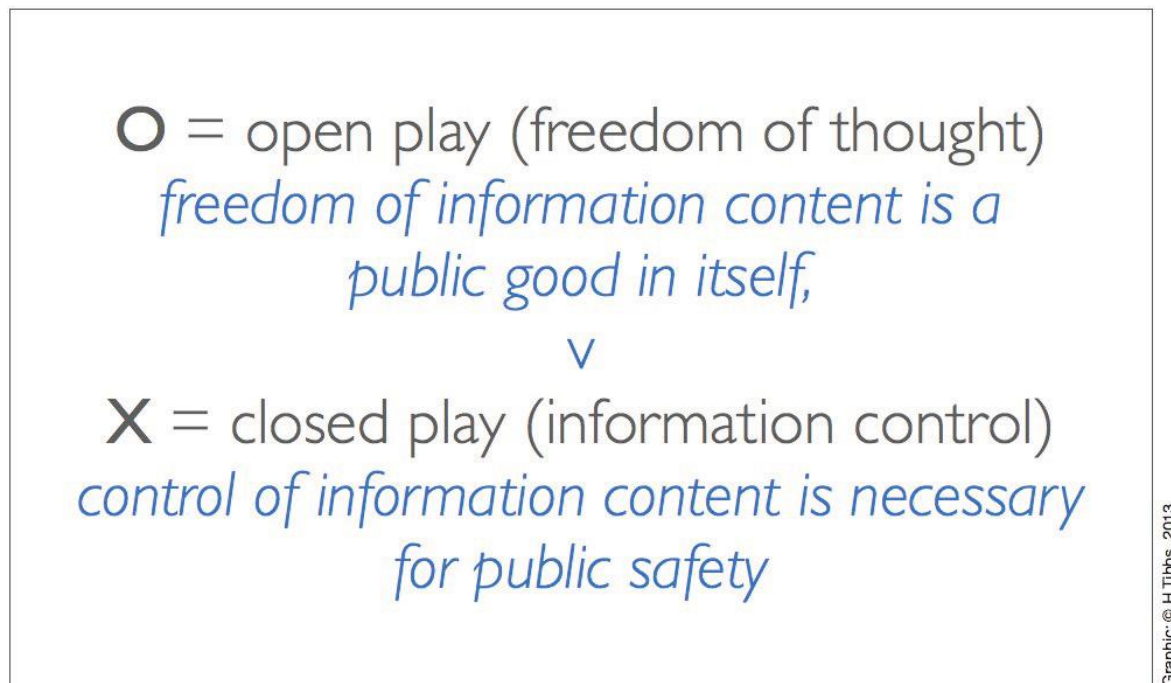 O = open play (freedom of thought)
freedom of information content is a
public good in itself,
v
X = closed play (information control)
control of information content is necessary
for public safety
Graphic: © H Tibbs, 2013